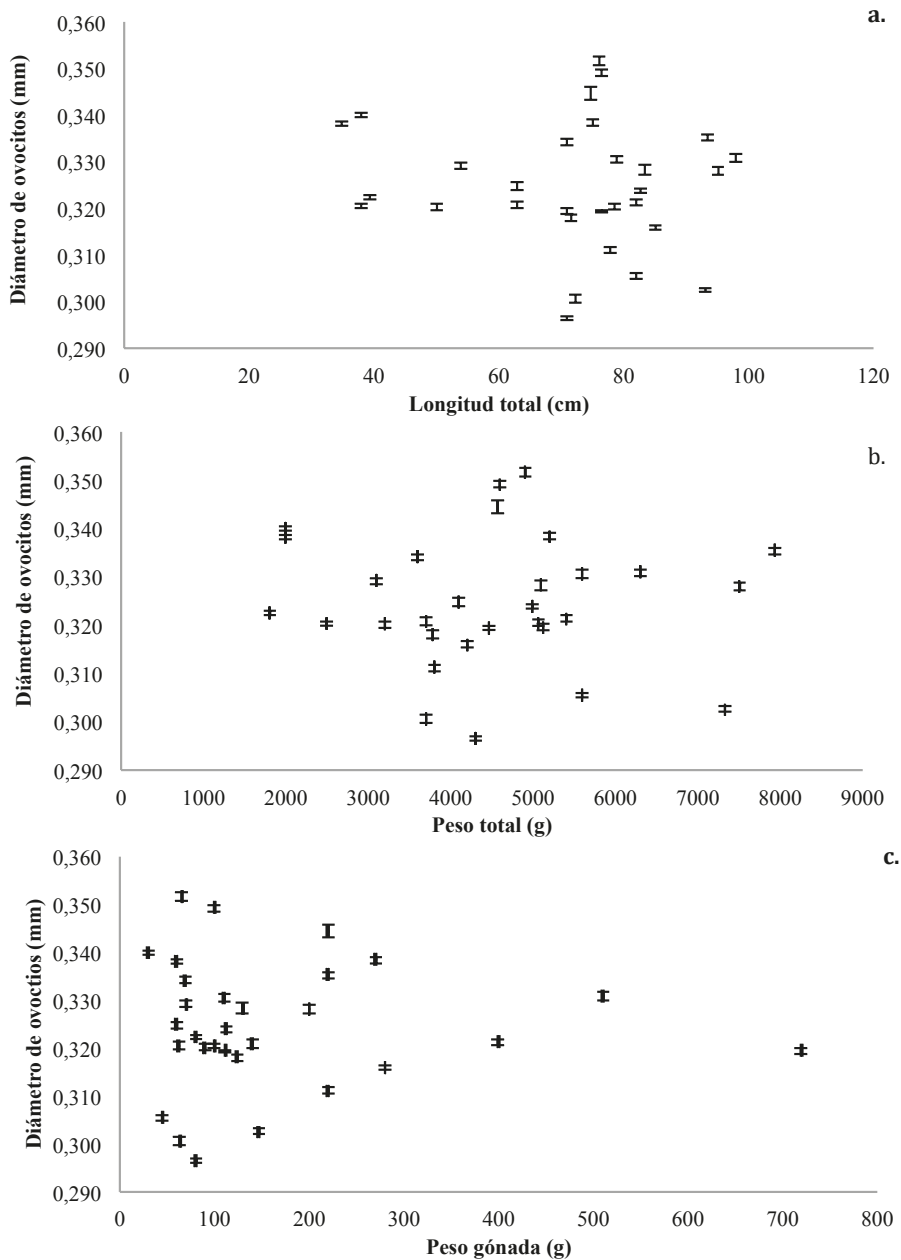 a.
Diámetro de ovocitos (mm)
0,360
0,350
0,340
0,330
0,320
0,310
0,300
0,290
0 20 40 60 80 100 120
Longitud total (cm)
b.
Diámetro de ovocitos (mm)
0,360
0,350
0,340
0,330
0,320
0,310
0,300
0,290
0 1000 2000 3000 4000 5000 6000 7000 8000 9000
Peso total (g)
c.
Diámetro de ovoctios (mm)
0,360
0,350
0,340
0,330
0,320
0,310
0,300
0,290
0 100 200 300 400 500 600 700 800
Peso gónada (g)